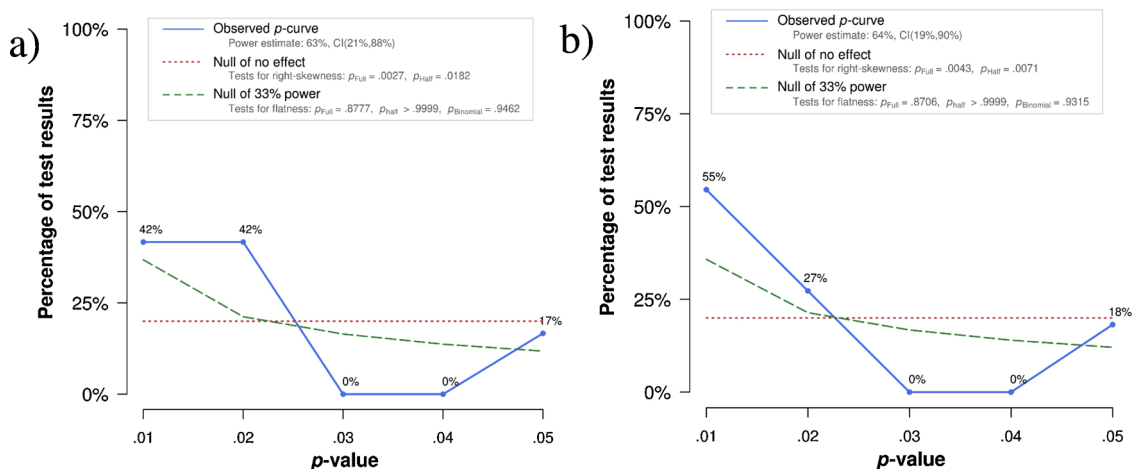 a)
100%
75%
50%
25%
0%
Percentage of test results
Observed p-curve
Power estimate: 63%, CI(21%,88%)
Null of no effect
Tests for right-skewness: pFull = .0027, pHalf = .0182
Null of 33% power
Tests for flatness: pFull = .8777, phalf > .9999, pBinomial = .9462
42%
42%
0%
0%
17%
.01
.02
.03
.04
.05
p-value
b)
100%
75%
50%
25%
0%
Percentage of test results
Observed p-curve
Power estimate: 64%, CI(19%,90%)
Null of no effect
Tests for right-skewness: pFull = .0043, pHalf = .0071
Null of 33% power
Tests for flatness: pFull = .8706, phalf > .9999, pBinomial = .9315
55%
27%
0%
0%
18%
.01
.02
.03
.04
.05
p-value